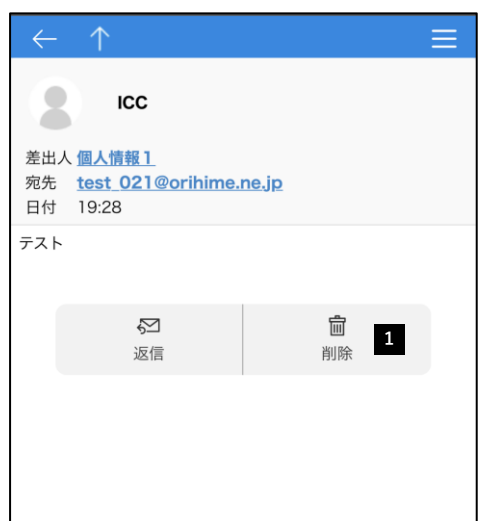 ICC
差出人 個人情報１
宛先 test_021@orihime.ne.jp
日付 19:28
テスト
返信
削除
1